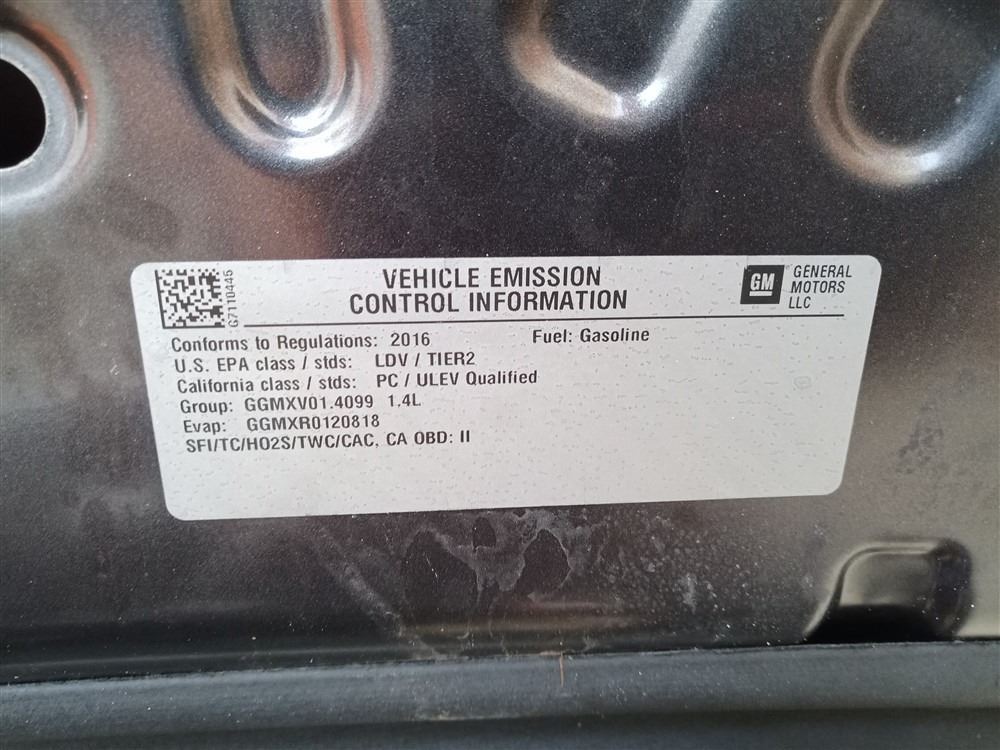 VEHICLE EMISSION
CONTROL INFORMATION
G7110445
GM
GENERAL
MOTORS
LLC
Conforms to Regulations: 2016 Fuel: Gasoline
U.S. EPA class / stds: LDV / TIER2
California class / stds: PC / ULEV Qualified
Group: GGMXV01.4099 1.4L
Evap: GGMXR0120818
SFI/TC/HO2S/TWC/CAC, CA OBD: II